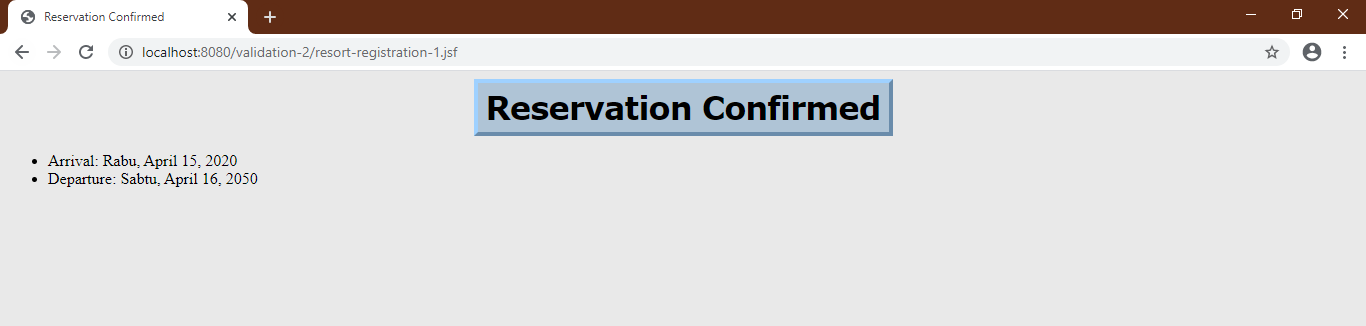 Reservation Confirmed
localhost:8080/validation-2/resort-registration-1.jsf
Reservation Confirmed
Arrival: Rabu, April 15, 2020
Departure: Sabtu, April 16, 2050